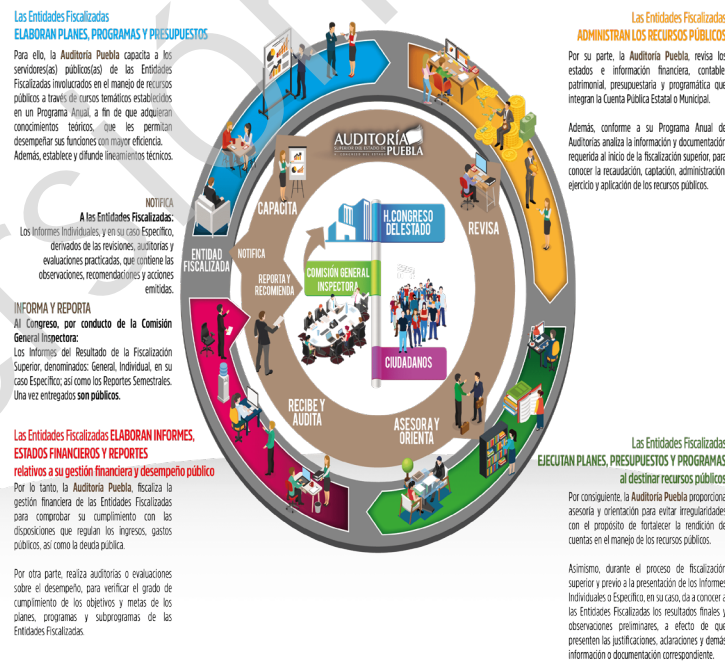 Las Entidades Fiscalizadas
ELABORAN PLANES, PROGRAMAS Y PRESUPUESTOS
Para ello, la Auditoría Puebla capacita a los
servidores(as) públicos(as) de las Entidades
Fiscalizadas involucrados en el manejo de recursos
públicos a través de cursos temáticos establecidos
en un Programa Anual, a fin de que adquieran
conocimientos teóricos, que les permitan
desempeñar sus funciones con mayor eficiencia.
Además, establece y difunde lineamientos técnicos.
NOTIFICA
A las Entidades Fiscalizadas:
Los Informes Individuales, y en su caso Específico,
derivados de las revisiones, auditorías y
evaluaciones practicadas, que contiene las
observaciones, recomendaciones y acciones
emitidas.
INFORMA Y REPORTA
Al Congreso, por conducto de la Comisión
General Inspectora:
Los Informes del Resultado de la Fiscalización
Superior, denominados: General, Individual, en su
caso Específico; así como los Reportes Semestrales.
Una vez entregados son públicos.
Las Entidades Fiscalizadas ELABORAN INFORMES,
ESTADOS FINANCIEROS Y REPORTES
relativos a su gestión financiera y desempeño público
Por lo tanto, la Auditoría Puebla, fiscaliza la
gestión financiera de las Entidades Fiscalizadas
para comprobar su cumplimiento con las
disposiciones que regulan los ingresos, gastos
públicos, así como la deuda pública.
Por otra parte, realiza auditorías o evaluaciones
sobre el desempeño, para verificar el grado de
cumplimiento de los objetivos y metas de los
planes, programas y subprogramas de las
Entidades Fiscalizadas.
AUDITORÍA
SUPERIOR DEL ESTADO DE PUEBLA
H. CONGRESO DEL ESTADO
CAPACITA
REVISA
ENTIDAD
FISCALIZADA
NOTIFICA
REPORTA Y
RECOMIENDA
H.CONGRESO
DEL ESTADO
COMISIÓN GENERAL
INSPECTORA
CIUDADANOS
RECIBE Y
AUDITA
ASESORA Y
ORIENTA
Las Entidades Fiscalizadas
ADMINISTRAN LOS RECURSOS PÚBLICOS
Por su parte, la Auditoría Puebla, revisa los
estados e información financiera, contable,
patrimonial, presupuestaria y programática que
integran la Cuenta Pública Estatal o Municipal.
Además, conforme a su Programa Anual de
Auditorías analiza la información y documentación
requerida al inicio de la fiscalización superior, para
conocer la recaudación, captación, administración,
ejercicio y aplicación de los recursos públicos.
Las Entidades Fiscalizadas
EJECUTAN PLANES, PRESUPUESTOS Y PROGRAMAS
al destinar recursos públicos
Por consiguiente, la Auditoría Puebla proporciona
asesoría y orientación para evitar irregularidades
con el propósito de fortalecer la rendición de
cuentas en el manejo de los recursos públicos.
Asimismo, durante el proceso de fiscalización
superior y previo a la presentación de los Informes
Individuales o Específico, en su caso, da a conocer a
las Entidades Fiscalizadas los resultados finales y
observaciones preliminares, a efecto de que
presenten las justificaciones, aclaraciones y demás
información o documentación correspondiente.